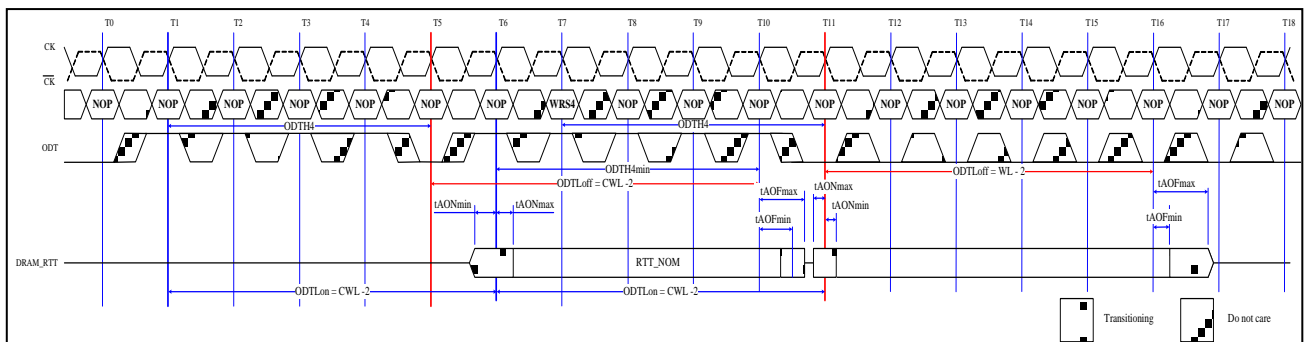 T0 T1 T2 T3 T4 T5 T6 T7 T8 T9 T10 T11 T12 T13 T14 T15 T16 T17 T18
CK
CK
NOP NOP NOP NOP NOP NOP NOP WRS4 NOP NOP NOP NOP NOP NOP NOP NOP NOP NOP NOP
ODTH4 ODTH4
ODT
ODTH4min ODTLoff = WL - 2
ODTLoff = CWL -2 tAOFmax tAONmax tAOFmax
tAONmin tAONmax tAOFmin tAONmin tAOFmin
DRAM_RTT RTT_NOM
ODTLon = CWL -2 ODTLon = CWL -2
Transitioning Do not care